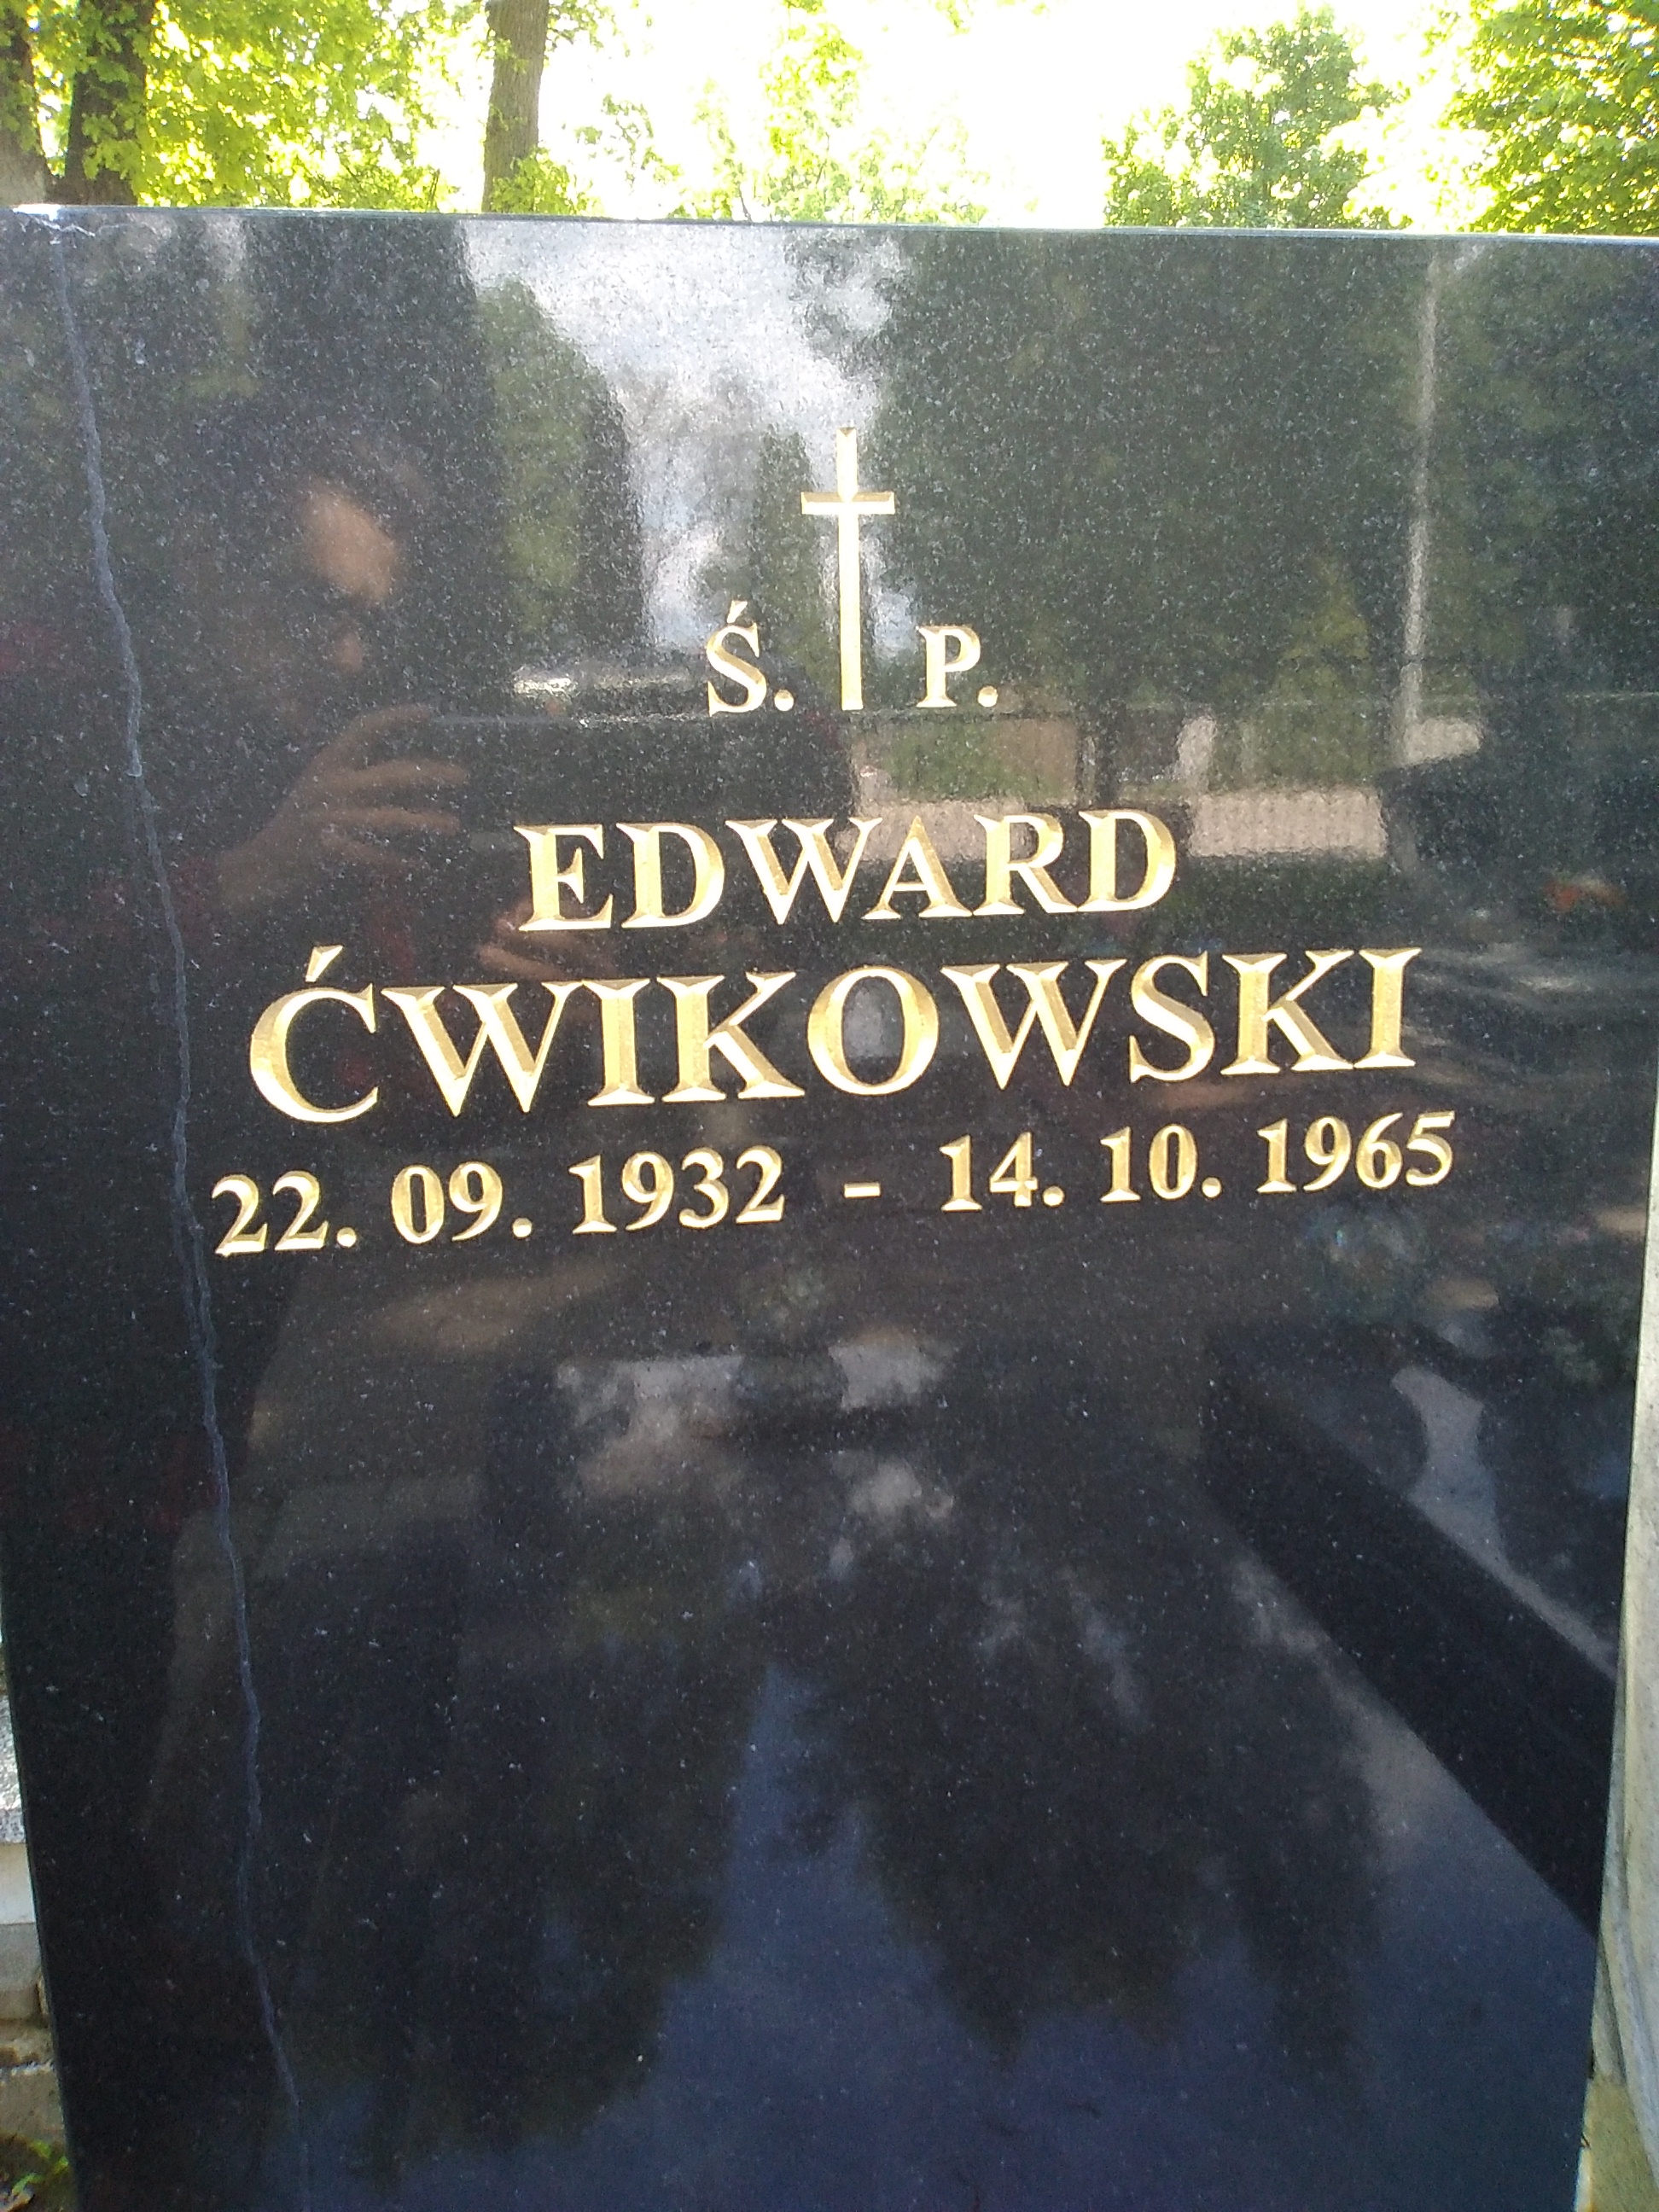 Ś. P.
EDWARD
ĆWIKOWSKI
22. 09. 1932 - 14. 10. 1965